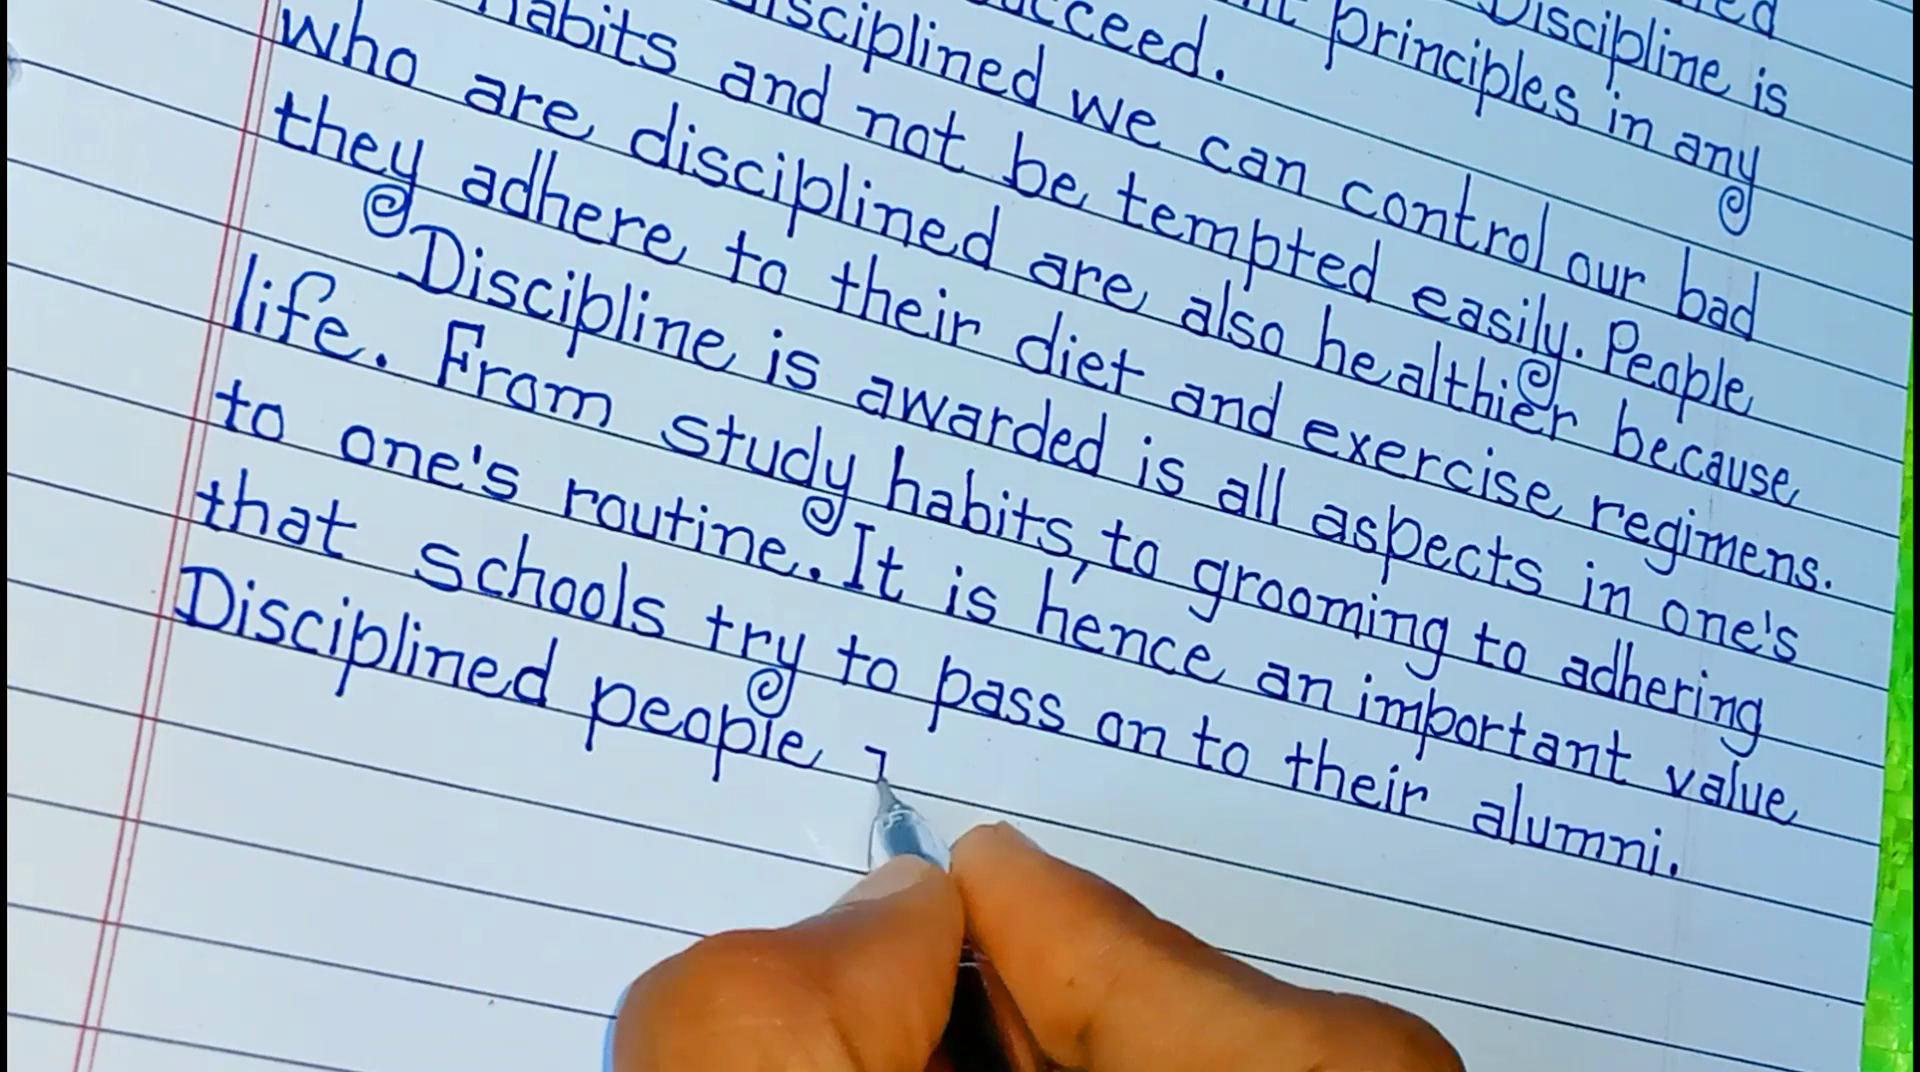 Discipline is
succeed. principles in any
habits disciplined we can control our bad
who are and not be tempted easily. People
they adhere disciplined are also healthier because
to their diet and exercise regimens.
Discipline is awarded is all aspects in one's
life. From study habits, to grooming to adhering
to one's routine. It is hence an important value
that schools try to pass on to their alumni.
Disciplined people